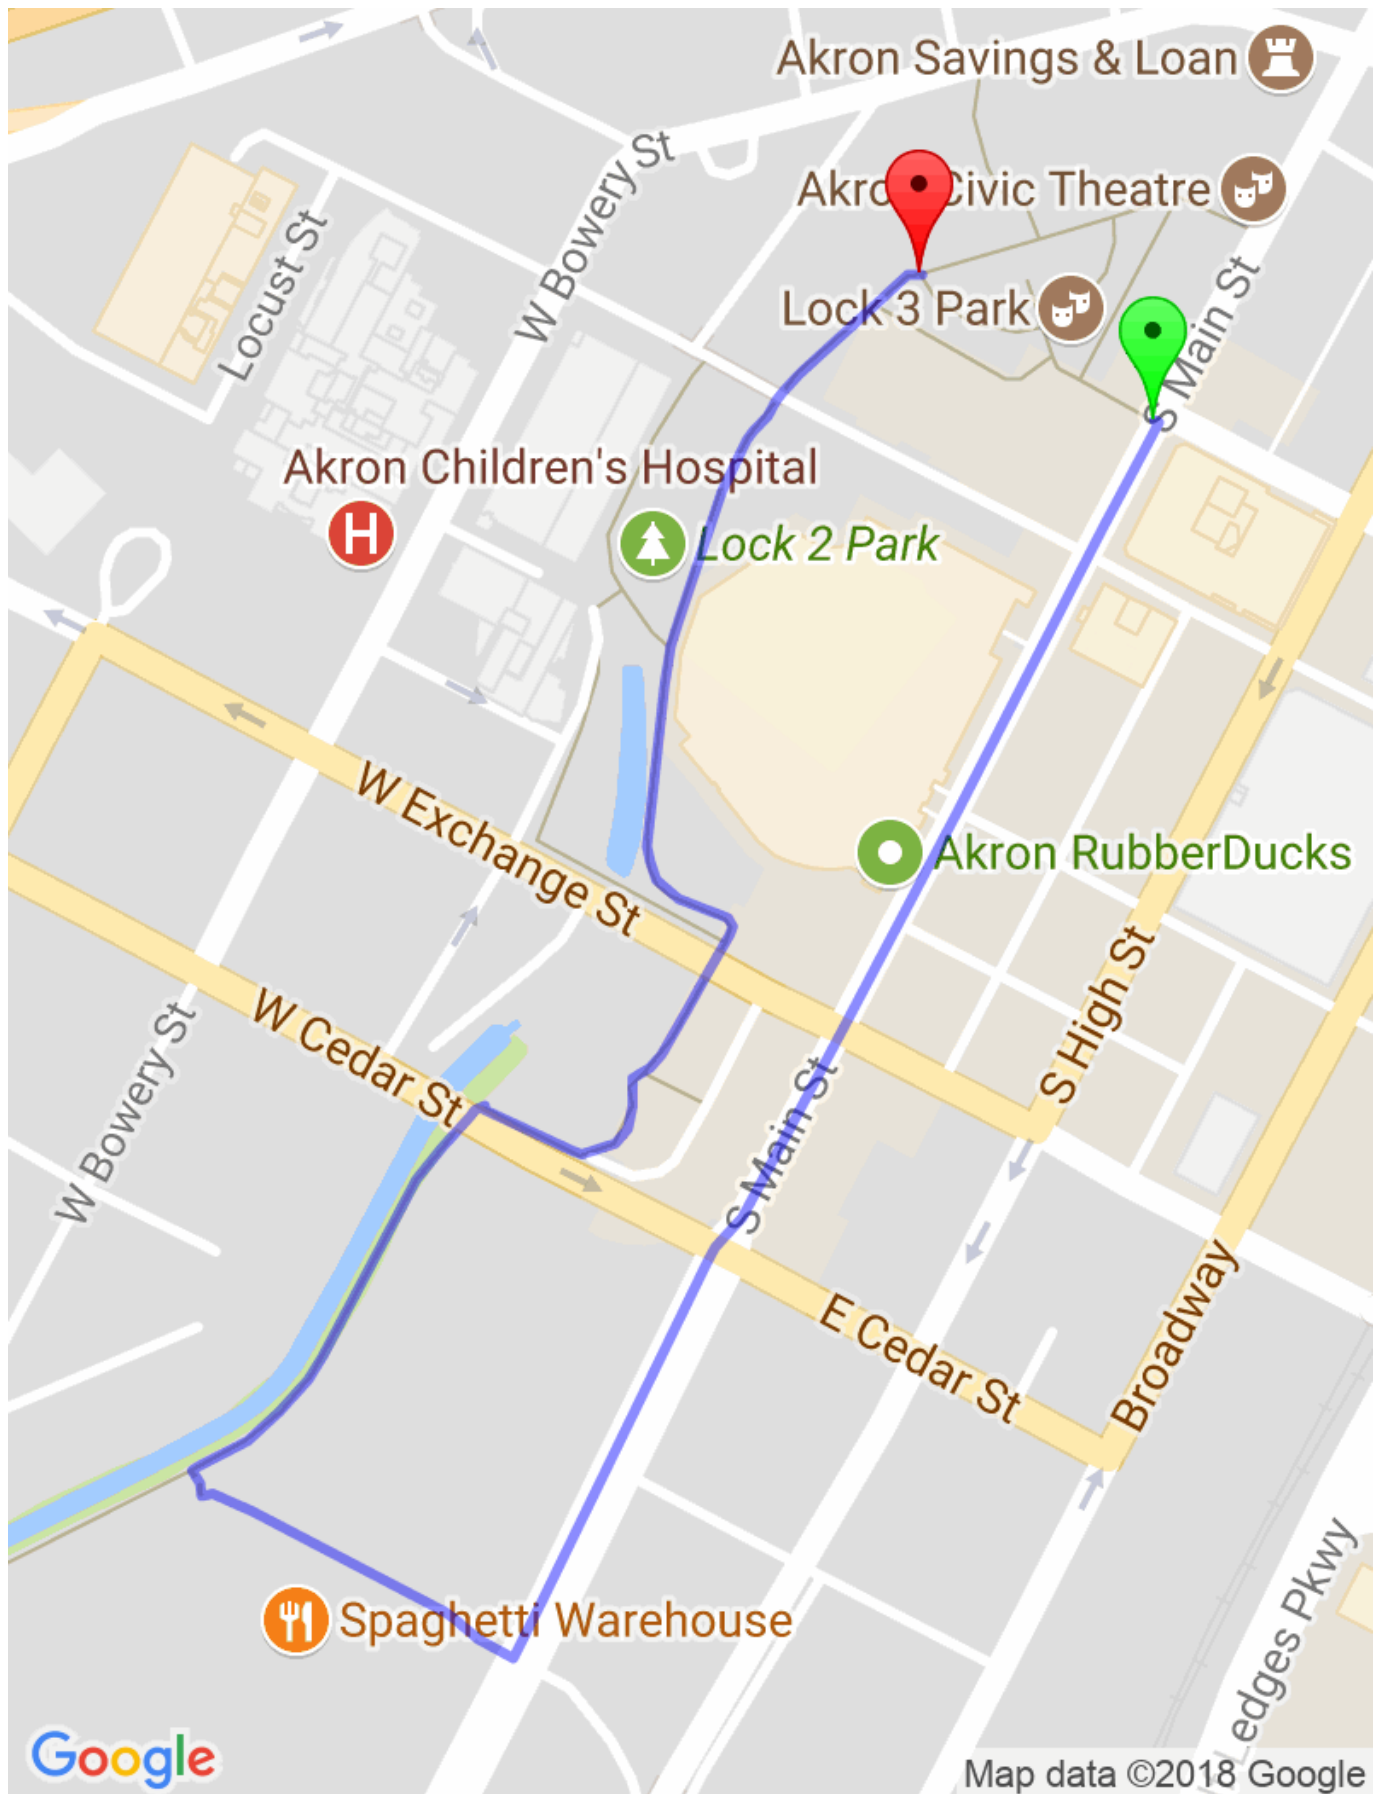 Akron Savings & Loan
W Bowery St
Akro Civic Theatre
Locust St
Lock 3 Park
S Main St
Akron Children's Hospital
H
Lock 2 Park
W Exchange St
Akron RubberDucks
S High St
W Cedar St
W Bowery St
S Main St
E Cedar St
Broadway
Spaghetti Warehouse
Ledges Pkwy
Google
Map data ©2018 Google